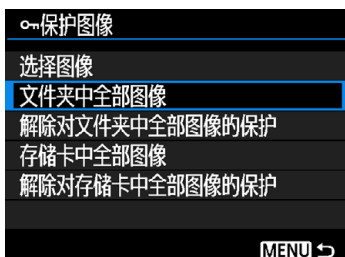 保护图像
选择图像
文件夹中全部图像
解除对文件夹中全部图像的保护
存储卡中全部图像
解除对存储卡中全部图像的保护
MENU